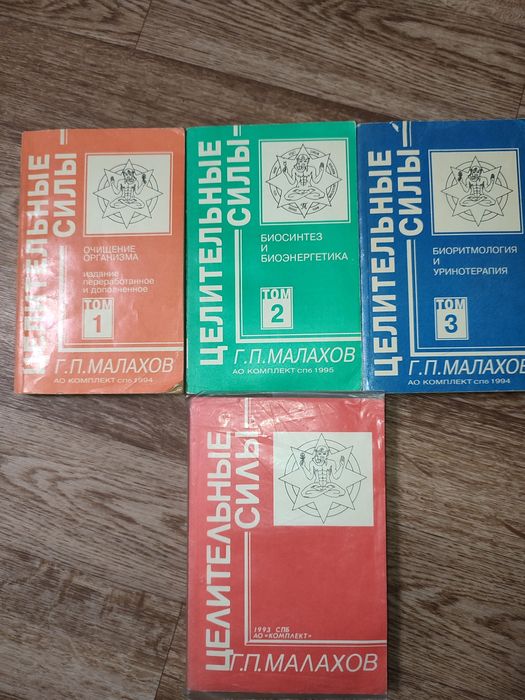 ЦЕЛИТЕЛЬНЫЕ
СИЛЫ
ОЧИЩЕНИЕ
ОРГАНИЗМА
издание
переработанное
и дополненное
ТОМ
1
Г.П.МАЛАХОВ
АО КОМПЛЕКТ спб 1994
ЦЕЛИТЕЛЬНЫЕ
СИЛЫ
БИОСИНТЕЗ
И
БИОЭНЕРГЕТИКА
ТОМ
2
Г.П.МАЛАХОВ
АО КОМПЛЕКТ спб 1995
ЦЕЛИТЕЛЬНЫЕ
СИЛЫ
БИОРИТМОЛОГИЯ
И
УРИНОТЕРАПИЯ
ТОМ
3
Г.П.МАЛАХОВ
АО КОМПЛЕКТ спб 1994
ЦЕЛИТЕЛЬНЫЕ
СИЛЫ
1993 СПБ
АО «КОМПЛЕКТ»
Г.П.МАЛАХОВ